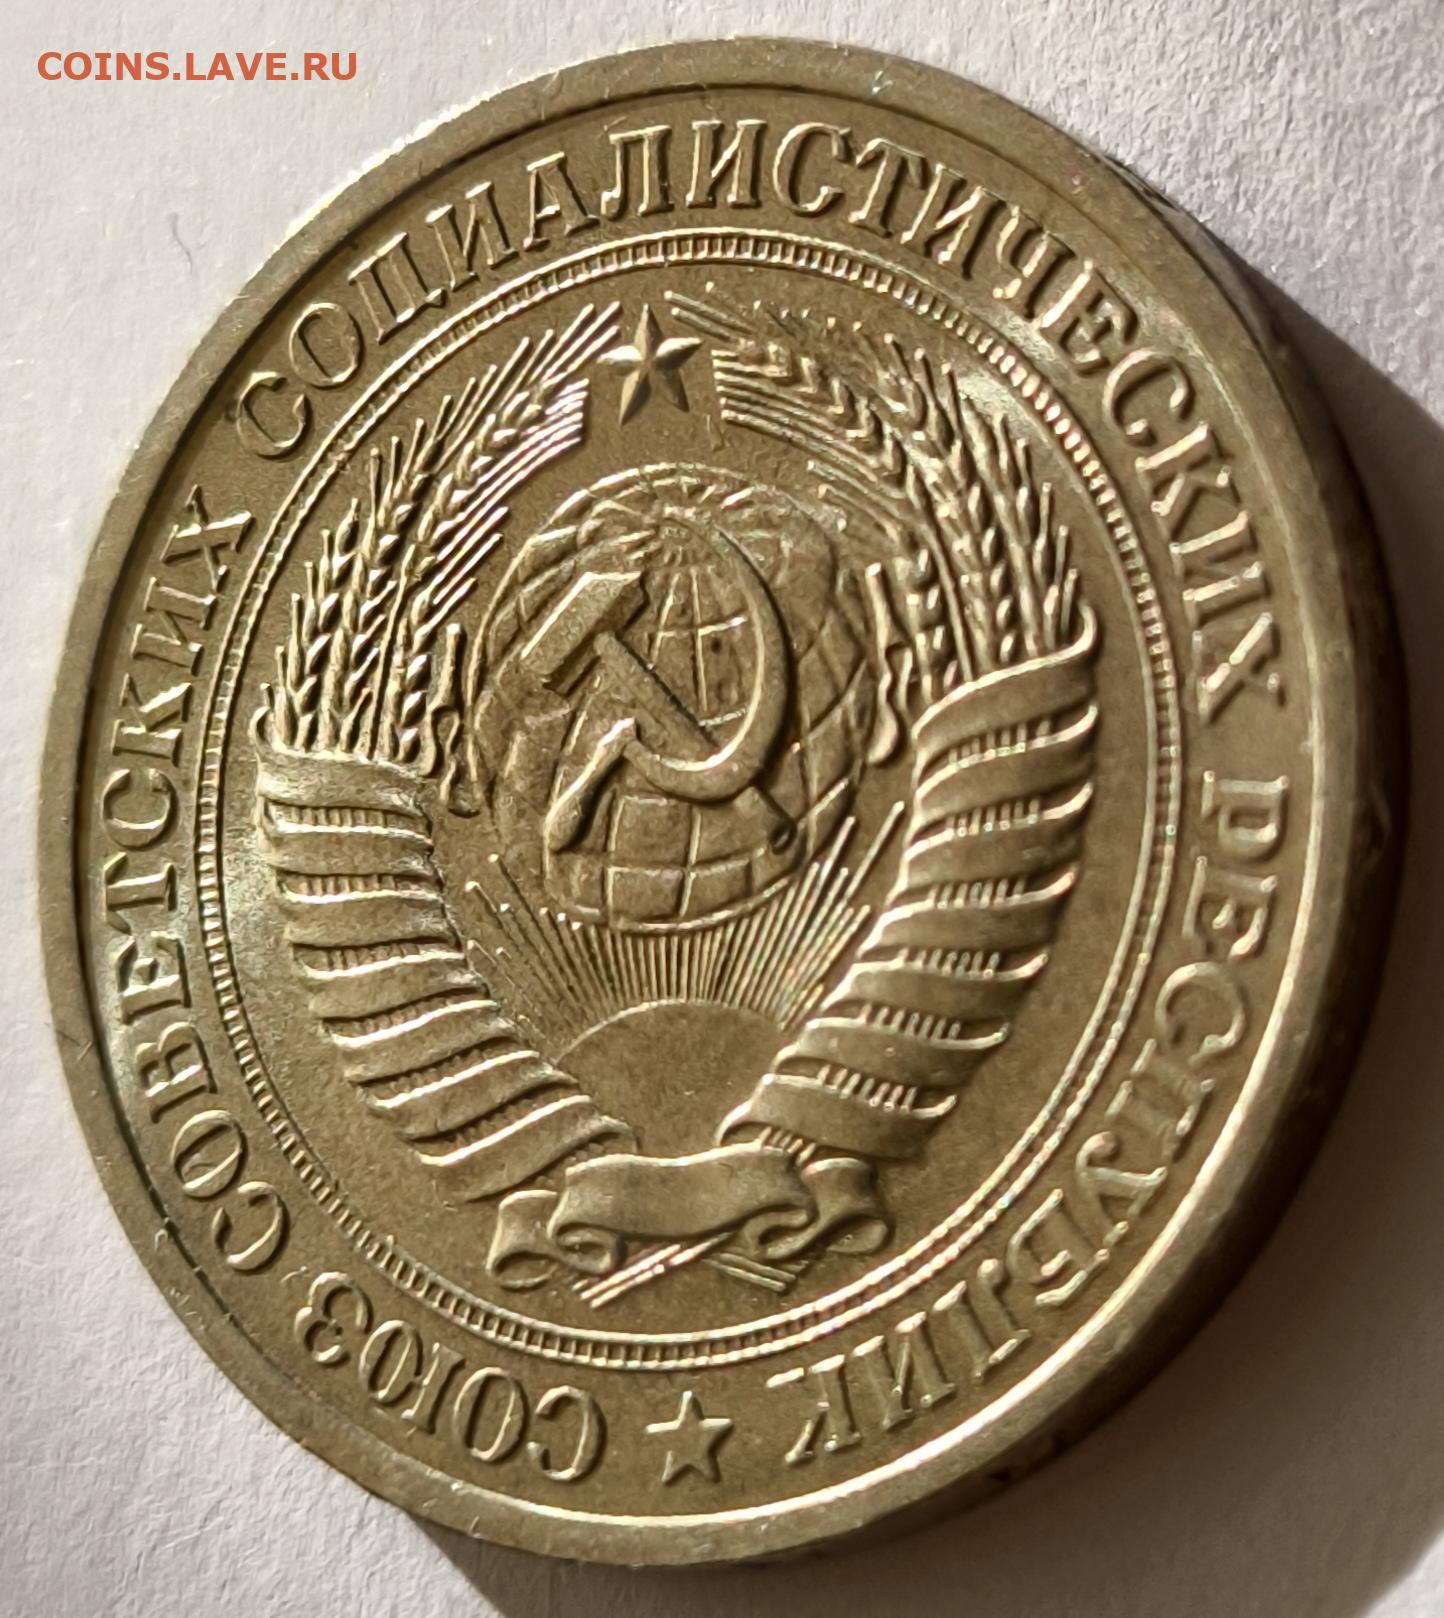 COINS.LAVE.RU
СОЮЗ СОВЕТСКИХ СОЦИАЛИСТИЧЕСКИХ РЕСПУБЛИК